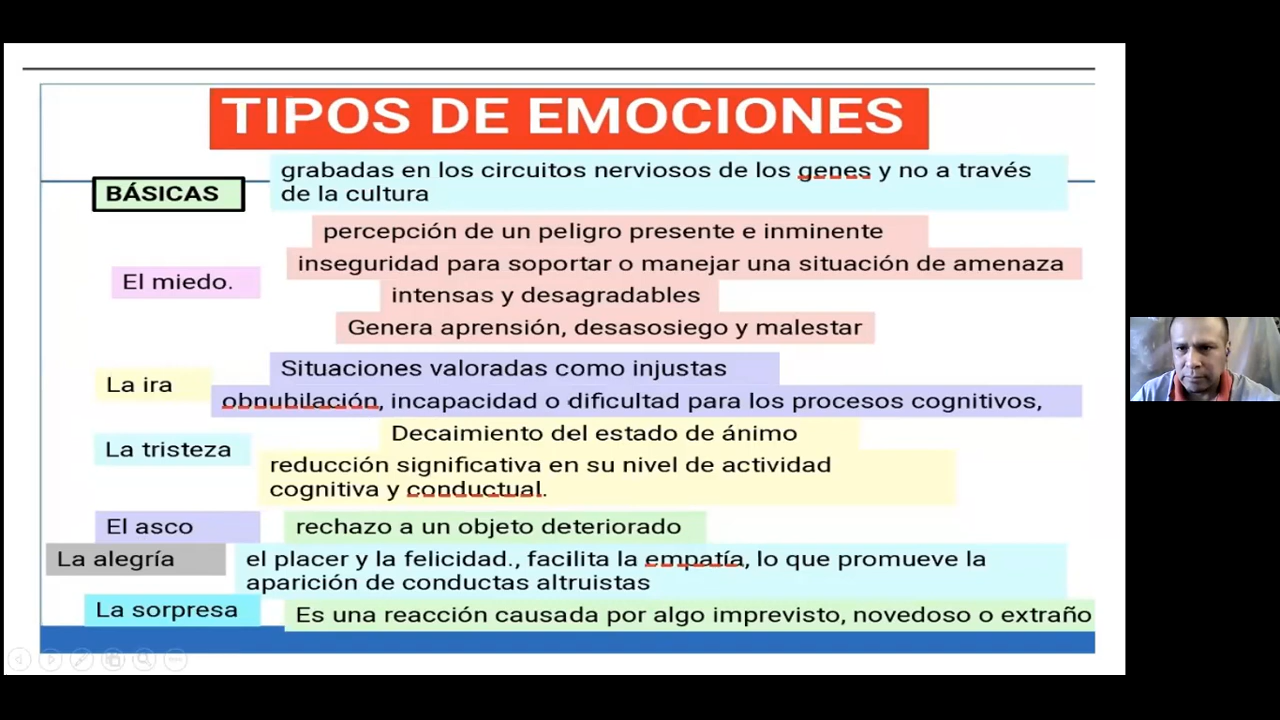 TIPOS DE EMOCIONES
BÁSICAS
grabadas en los circuitos nerviosos de los genes y no a través
de la cultura
El miedo.
percepción de un peligro presente e inminente
inseguridad para soportar o manejar una situación de amenaza
intensas y desagradables
Genera aprensión, desasosiego y malestar
La ira
Situaciones valoradas como injustas
obnubilación, incapacidad o dificultad para los procesos cognitivos,
La tristeza
Decaimiento del estado de ánimo
reducción significativa en su nivel de actividad
cognitiva y conductual.
El asco
rechazo a un objeto deteriorado
La alegría
el placer y la felicidad., facilita la empatía, lo que promueve la
aparición de conductas altruistas
La sorpresa
Es una reacción causada por algo imprevisto, novedoso o extraño